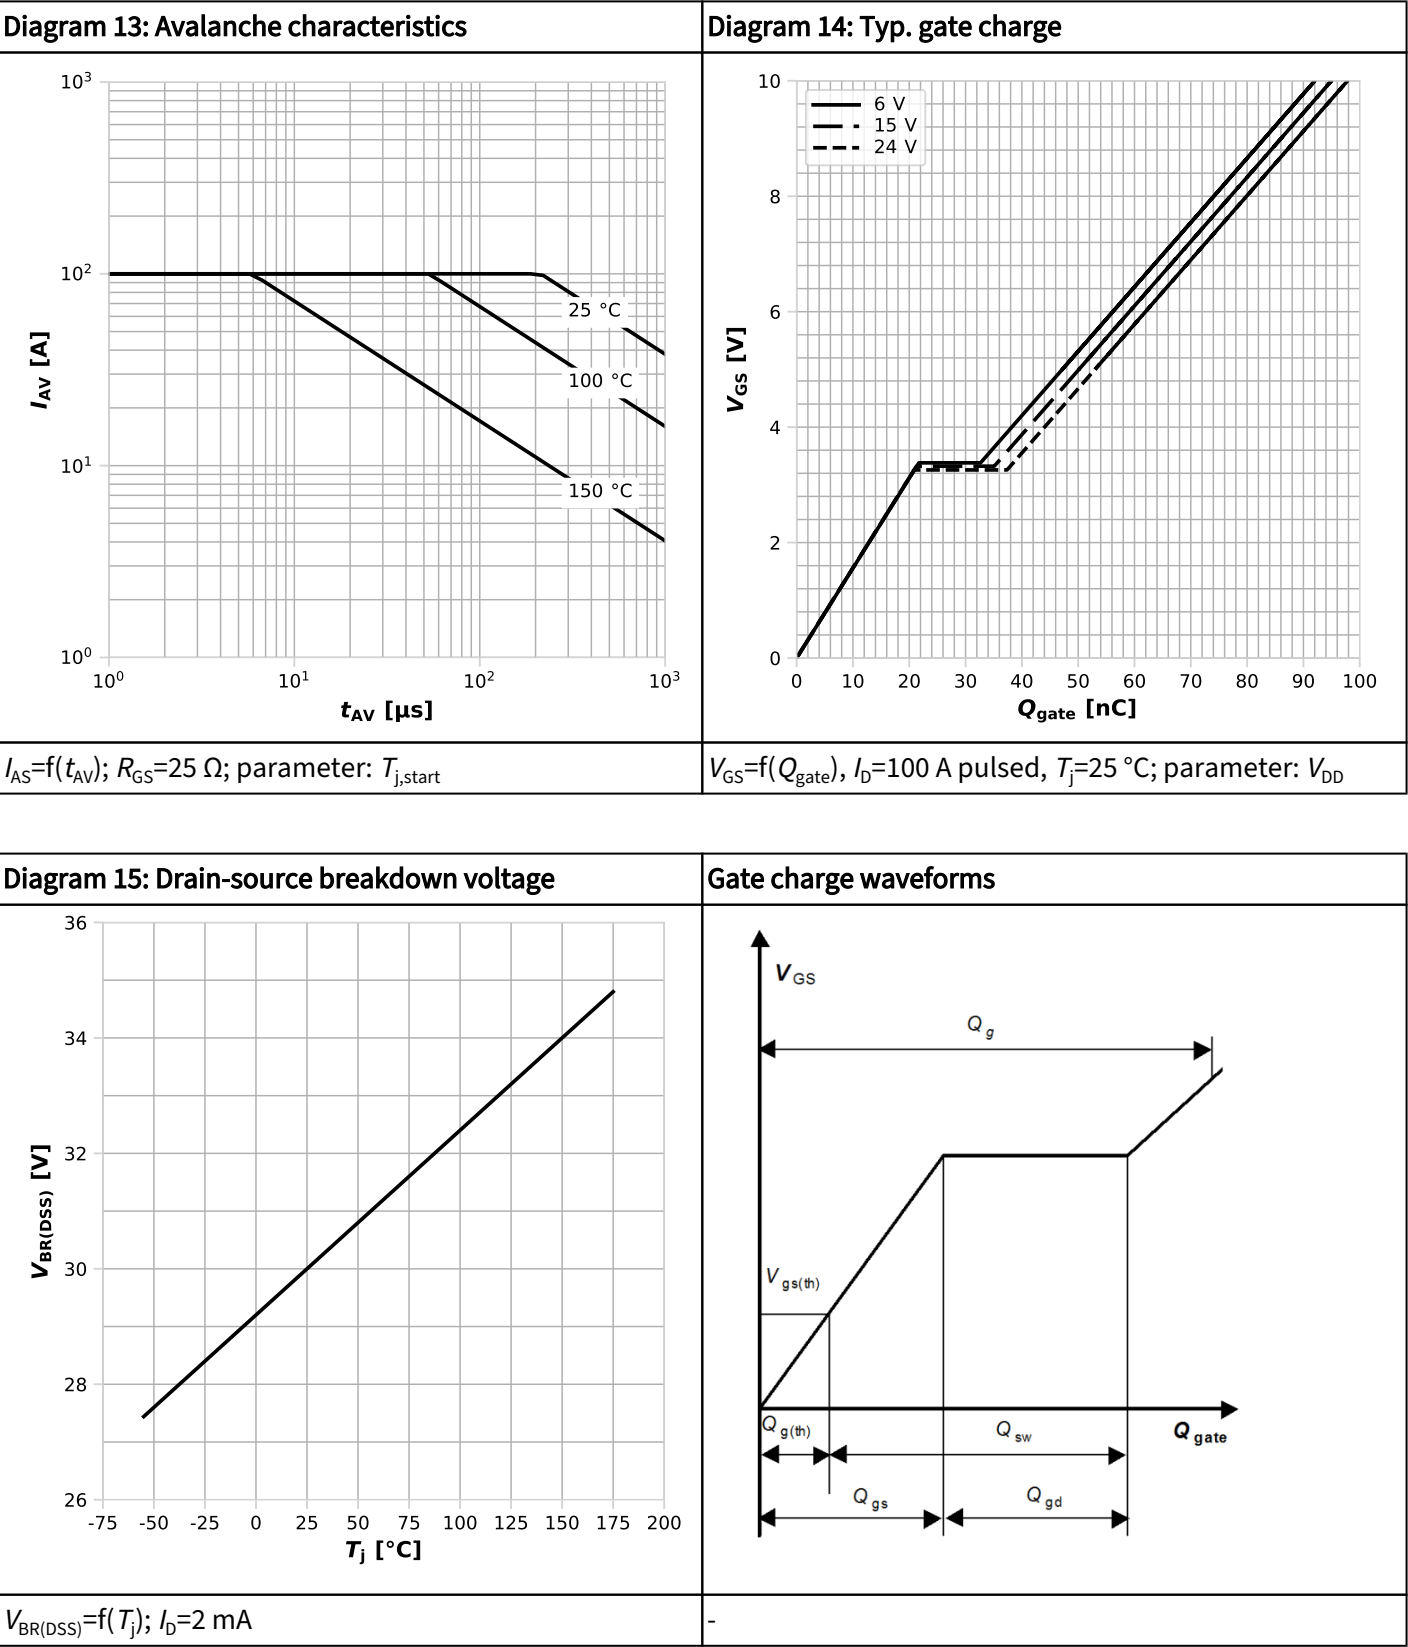 Diagram 13: Avalanche characteristics
Diagram 14: Typ. gate charge
10³
10²
10¹
10⁰
I_AV [A]
25 °C
100 °C
150 °C
10⁰ 10¹ 10² 10³
t_AV [µs]
10
8
6
4
2
0
V_GS [V]
6 V
15 V
24 V
0 10 20 30 40 50 60 70 80 90 100
Q_gate [nC]
I_AS=f(t_AV); R_GS=25 Ω; parameter: T_j,start
V_GS=f(Q_gate), I_D=100 A pulsed, T_j=25 °C; parameter: V_DD
Diagram 15: Drain-source breakdown voltage
Gate charge waveforms
36
34
32
30
28
26
V_BR(DSS) [V]
-75 -50 -25 0 25 50 75 100 125 150 175 200
T_j [°C]
V_GS
Q_g
V_gs(th)
Q_g(th)
Q_sw
Q_gate
Q_gs
Q_gd
V_BR(DSS)=f(T_j); I_D=2 mA
-